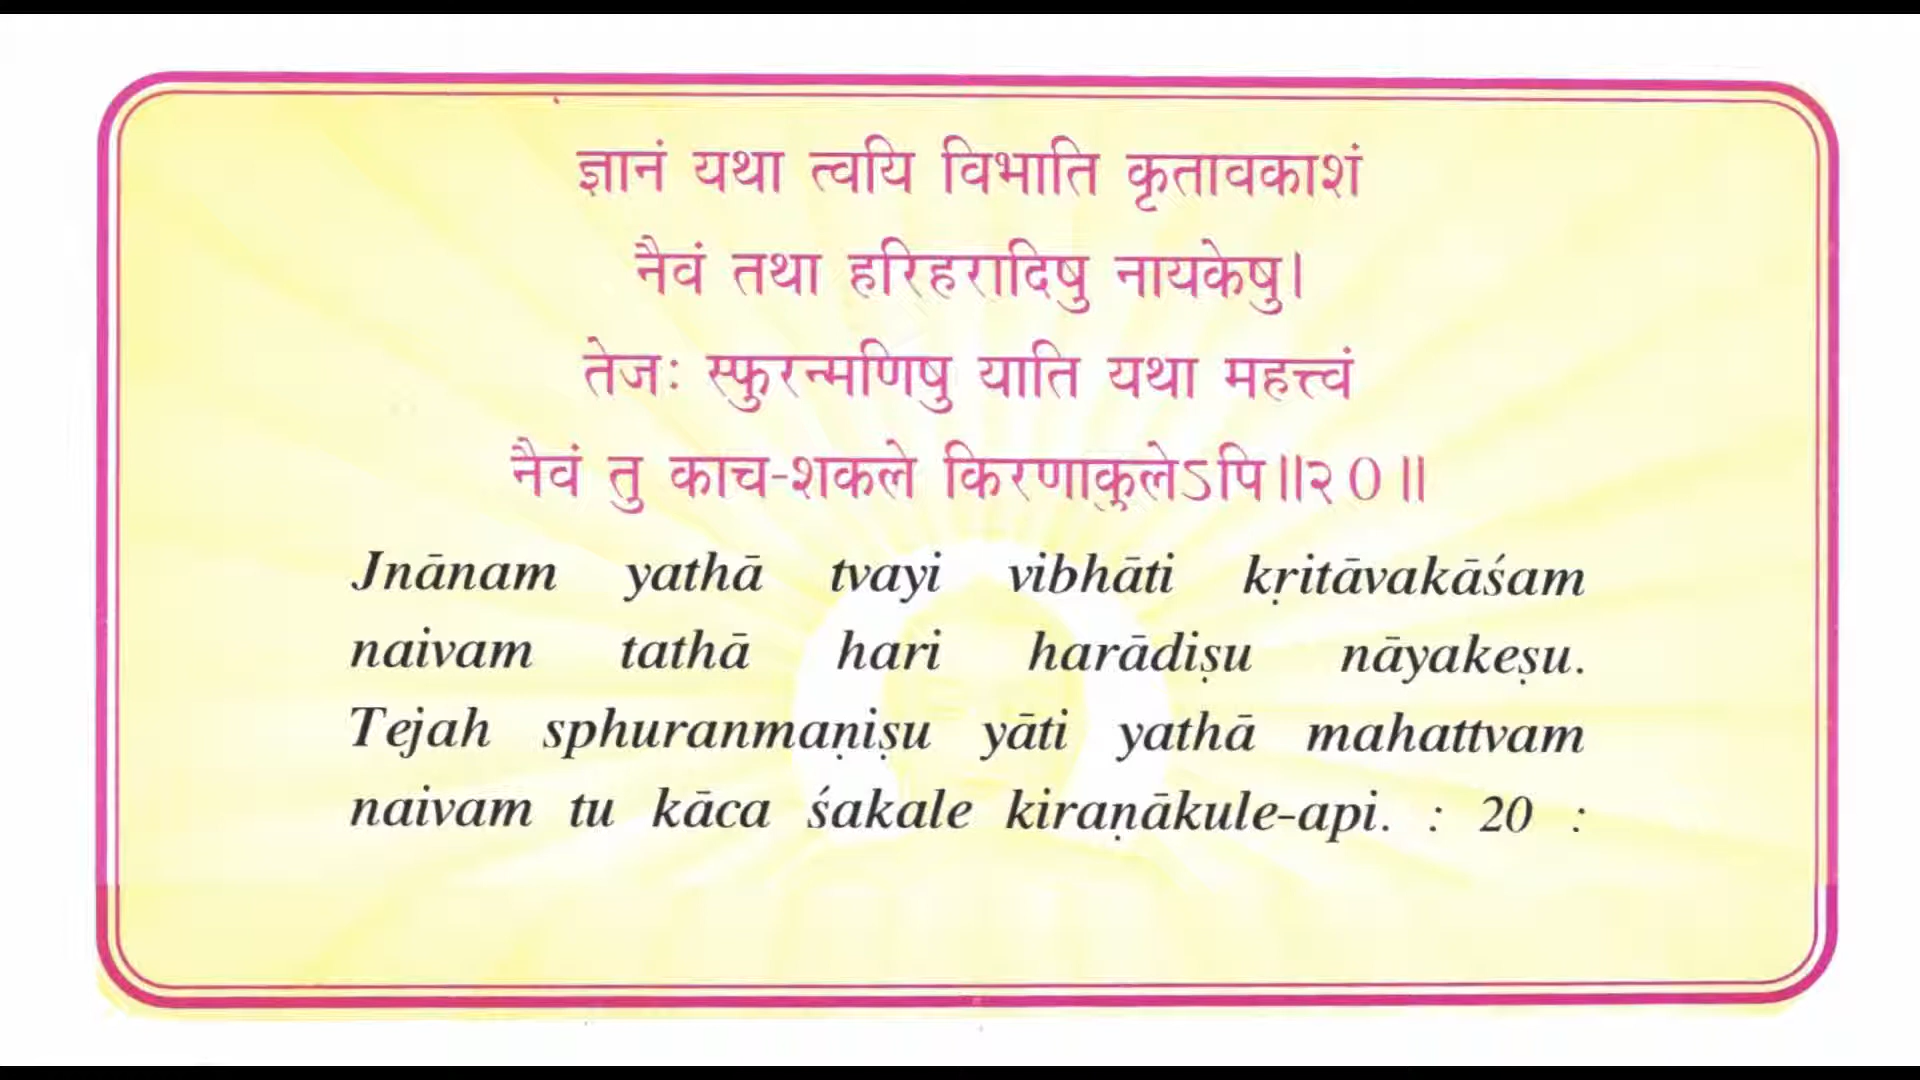 ज्ञानं यथा त्वयि विभाति कृतावकाशं
नैवं तथा हरिहरादिषु नायकेषु।
तेजः स्फुरन्मणिषु याति यथा महत्त्वं
नैवं तु काच-शकले किरणाकुलेऽपि॥२०॥
Jnānam yathā tvayi vibhāti kṛitāvakāśam
naivam tathā hari harādiṣu nāyakeṣu.
Tejah sphuranmaṇiṣu yāti yathā mahattvam
naivam tu kāca śakale kiraṇākule-api. : 20 :